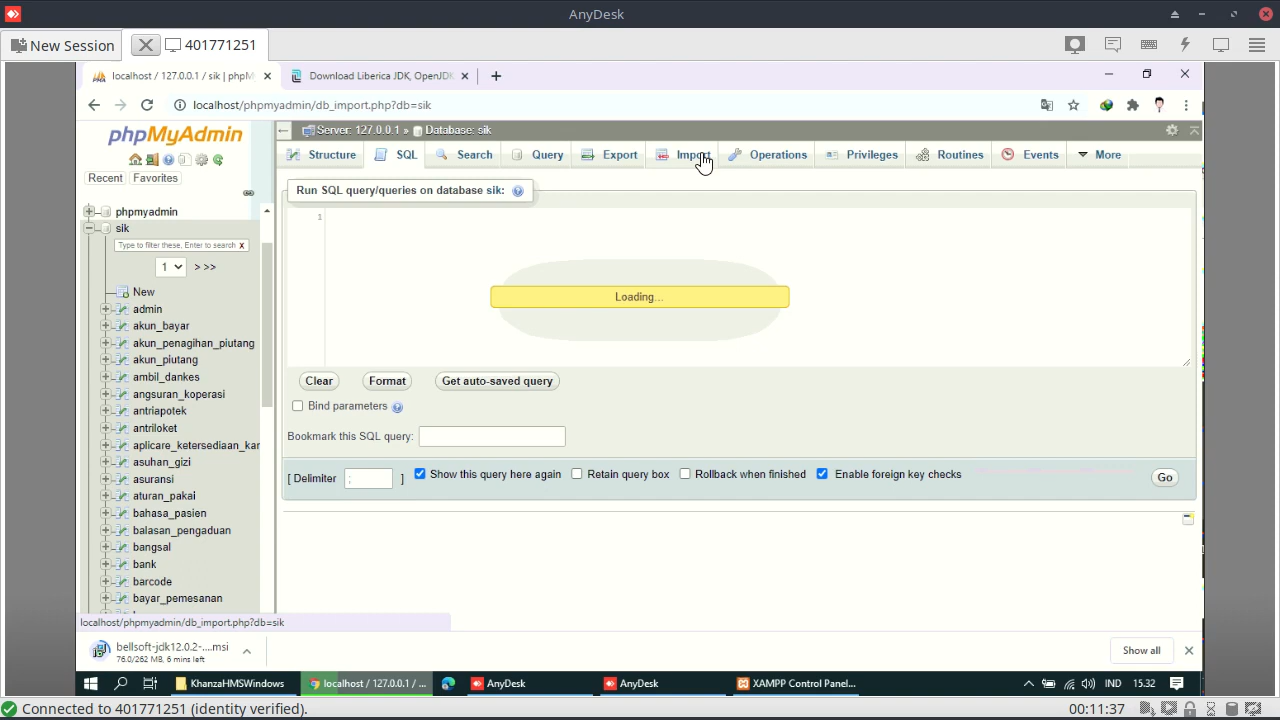 AnyDesk
New Session
401771251
localhost / 127.0.0.1 / sik | phpM
Download Liberica JDK, OpenJDK
localhost/phpmyadmin/db_import.php?db=sik
phpMyAdmin
Server: 127.0.0.1 » Database: sik
Structure SQL Search Query Export Import Operations Privileges Routines Events More
Recent Favorites
Run SQL query/queries on database sik:
1
phpmyadmin
sik
Type to filter these, Enter to search x
1 > >>
New
admin
akun_bayar
akun_penagihan_piutang
akun_piutang
ambil_dankes
angsuran_koperasi
antriapotek
antriloket
aplicare_ketersediaan_kar
asuhan_gizi
asuransi
aturan_pakai
bahasa_pasien
balasan_pengaduan
bangsal
bank
barcode
bayar_pemesanan
Loading...
Clear Format Get auto-saved query
Bind parameters
Bookmark this SQL query:
[ Delimiter ; ] Show this query here again Retain query box Rollback when finished Enable foreign key checks Go
localhost/phpmyadmin/db_import.php?db=sik
bellsoft-jdk12.0.2-....msi
76.0/262 MB, 6 mins left
Show all
KhanzaHMSWindows
localhost / 127.0.0.1 / ...
AnyDesk
AnyDesk
XAMPP Control Panel...
IND 15.32
Connected to 401771251 (identity verified).
00:11:37